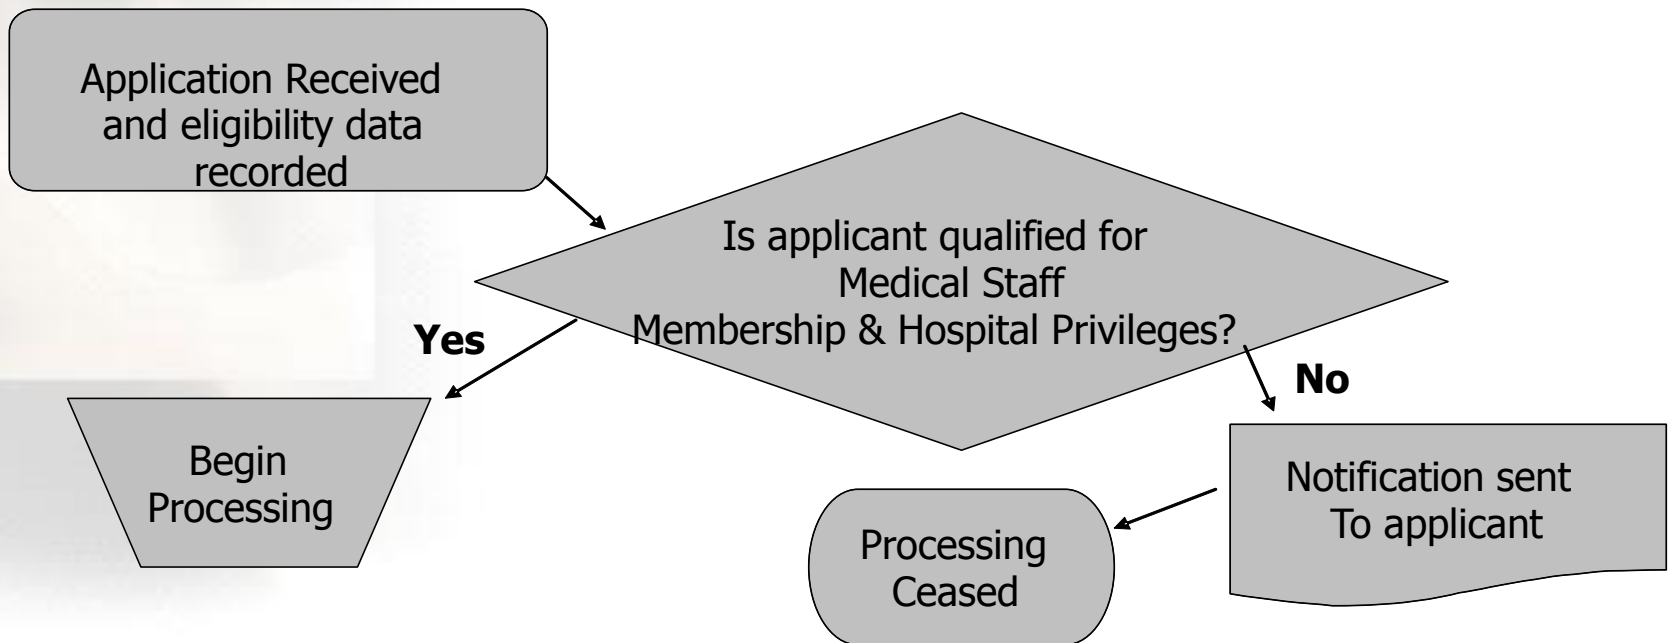 Application Received
and eligibility data
recorded
Is applicant qualified for
Medical Staff
Membership & Hospital Privileges?
Yes
No
Begin
Processing
Notification sent
To applicant
Processing
Ceased